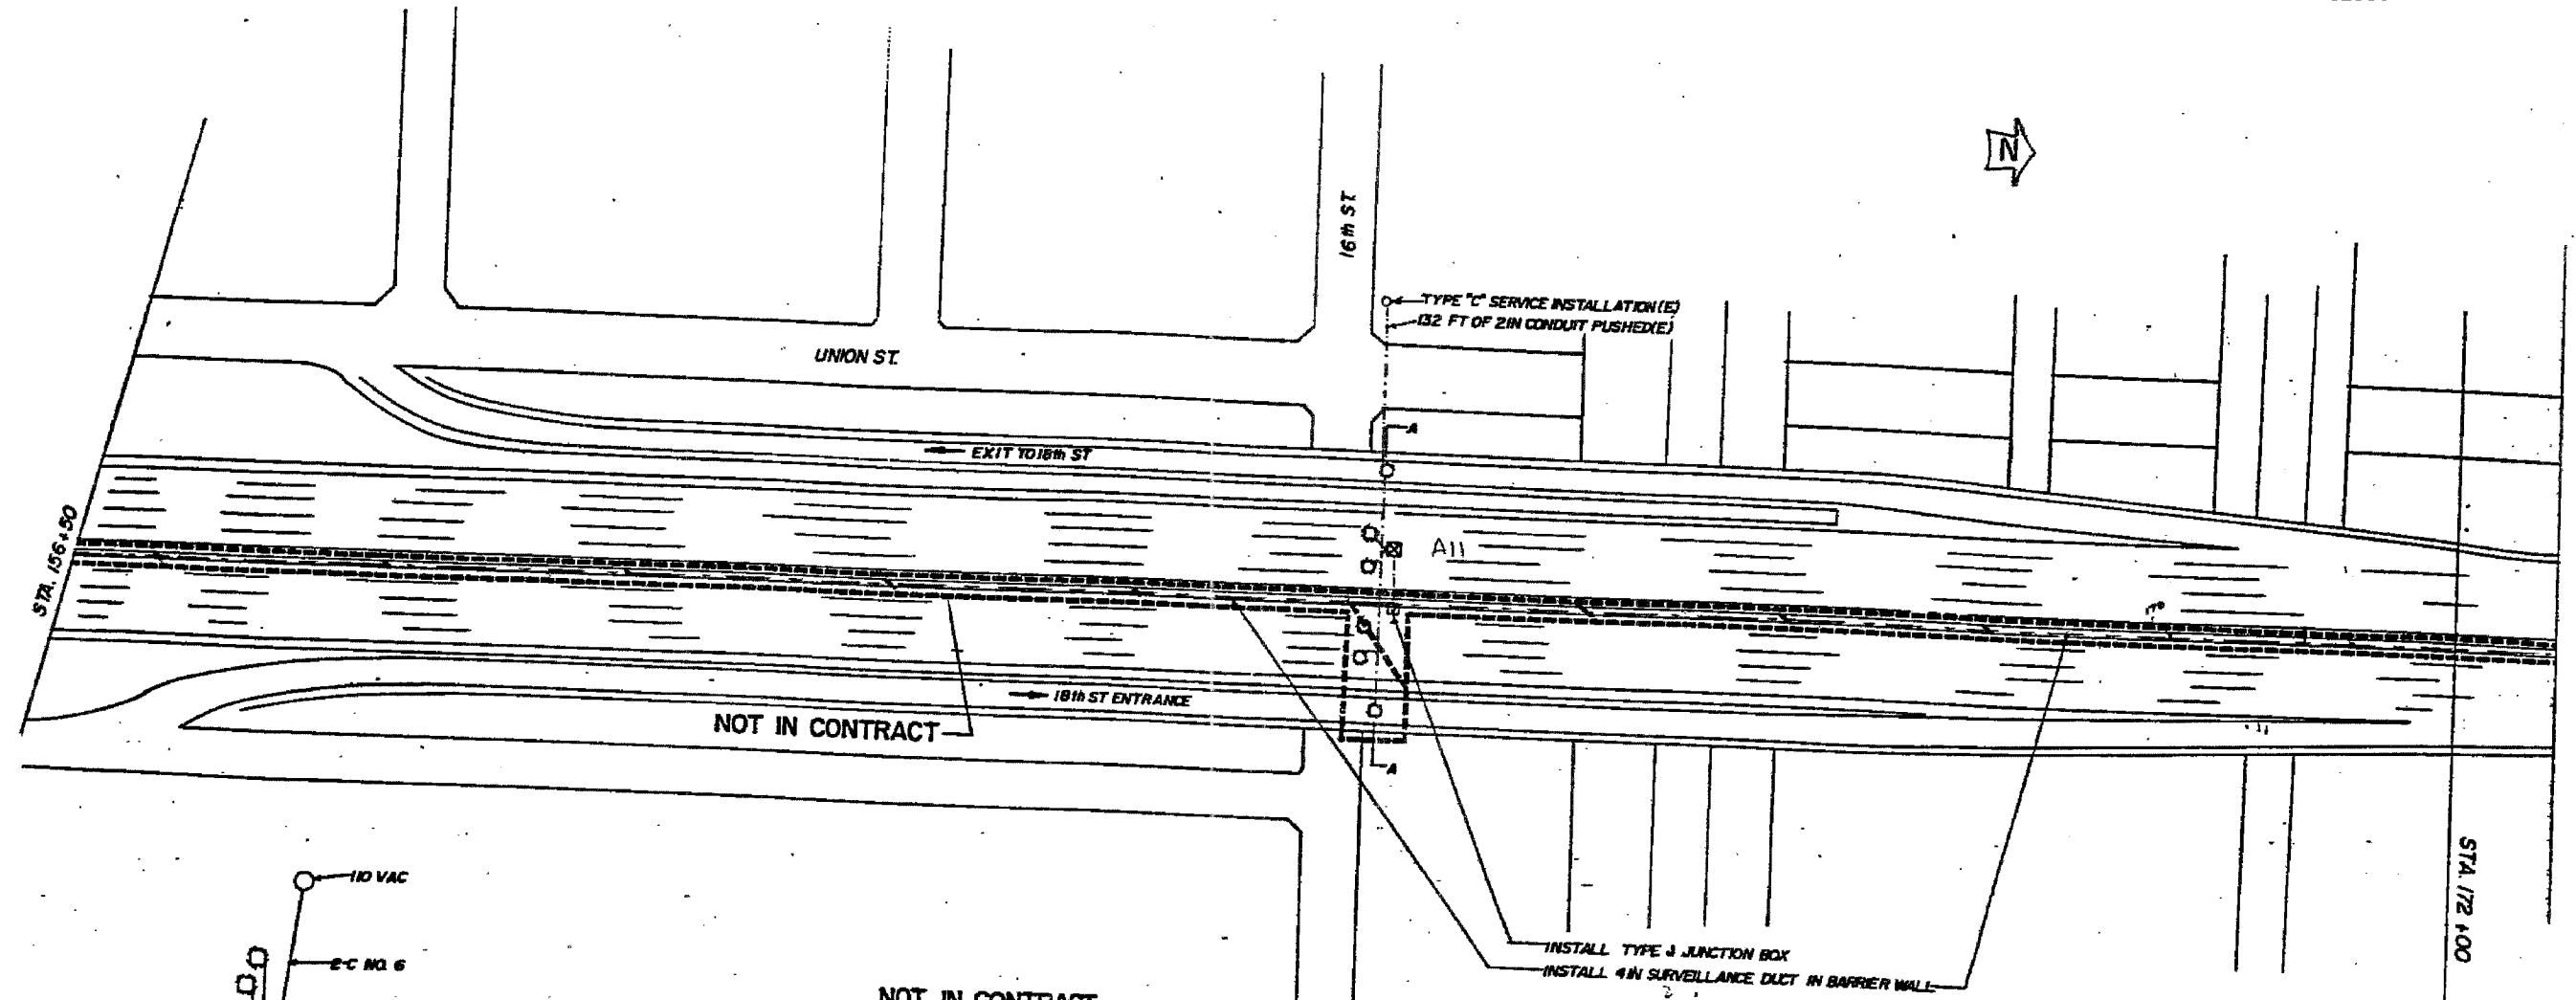 N
16th ST.
TYPE "C" SERVICE INSTALLATION(E)
132 FT OF 2IN CONDUIT PUSHED(E)
UNION ST.
A
EXIT TO 18th ST
STA. 156+50
A11
18th ST ENTRANCE
NOT IN CONTRACT
A
STA. 172+00
110 VAC
2-C NO. 6
INSTALL TYPE J JUNCTION BOX
INSTALL 4IN SURVEILLANCE DUCT IN BARRIER WALL
NOT IN CONTRACT